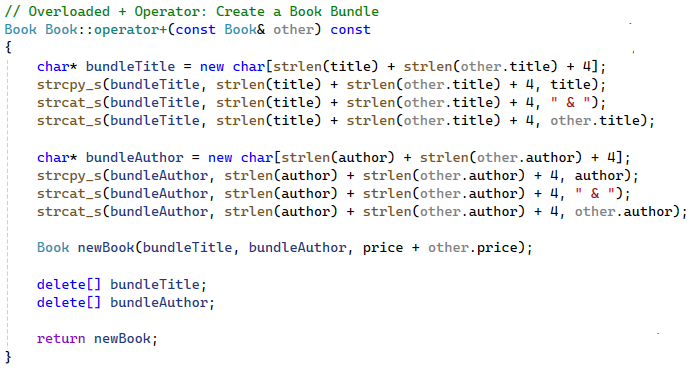 // Overloaded + Operator: Create a Book Bundle
Book Book::operator+(const Book& other) const
{
    char* bundleTitle = new char[strlen(title) + strlen(other.title) + 4];
    strcpy_s(bundleTitle, strlen(title) + strlen(other.title) + 4, title);
    strcat_s(bundleTitle, strlen(title) + strlen(other.title) + 4, " & ");
    strcat_s(bundleTitle, strlen(title) + strlen(other.title) + 4, other.title);

    char* bundleAuthor = new char[strlen(author) + strlen(other.author) + 4];
    strcpy_s(bundleAuthor, strlen(author) + strlen(other.author) + 4, author);
    strcat_s(bundleAuthor, strlen(author) + strlen(other.author) + 4, " & ");
    strcat_s(bundleAuthor, strlen(author) + strlen(other.author) + 4, other.author);

    Book newBook(bundleTitle, bundleAuthor, price + other.price);

    delete[] bundleTitle;
    delete[] bundleAuthor;

    return newBook;
}